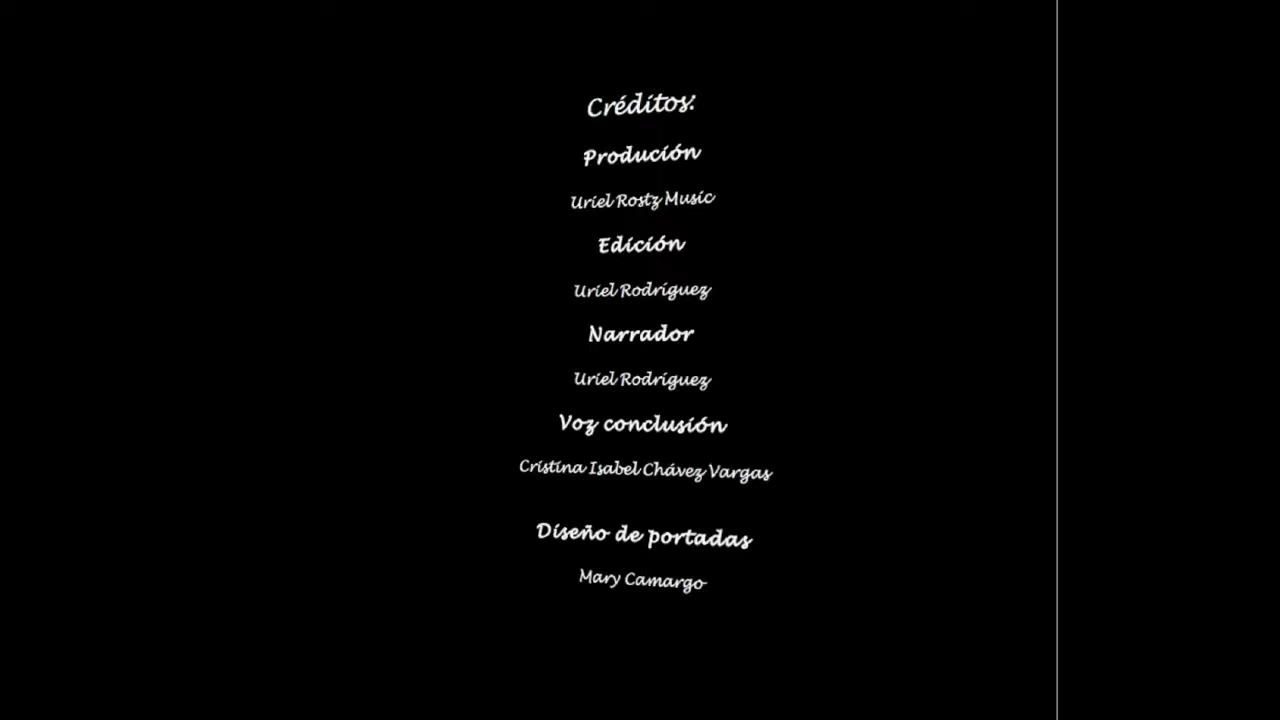 Créditos:
Produción
Uriel Rostz Music
Edición
Uriel Rodríguez
Narrador
Uriel Rodríguez
Voz conclusión
Cristina Isabel Chávez Vargas
Diseño de portadas
Mary Camargo